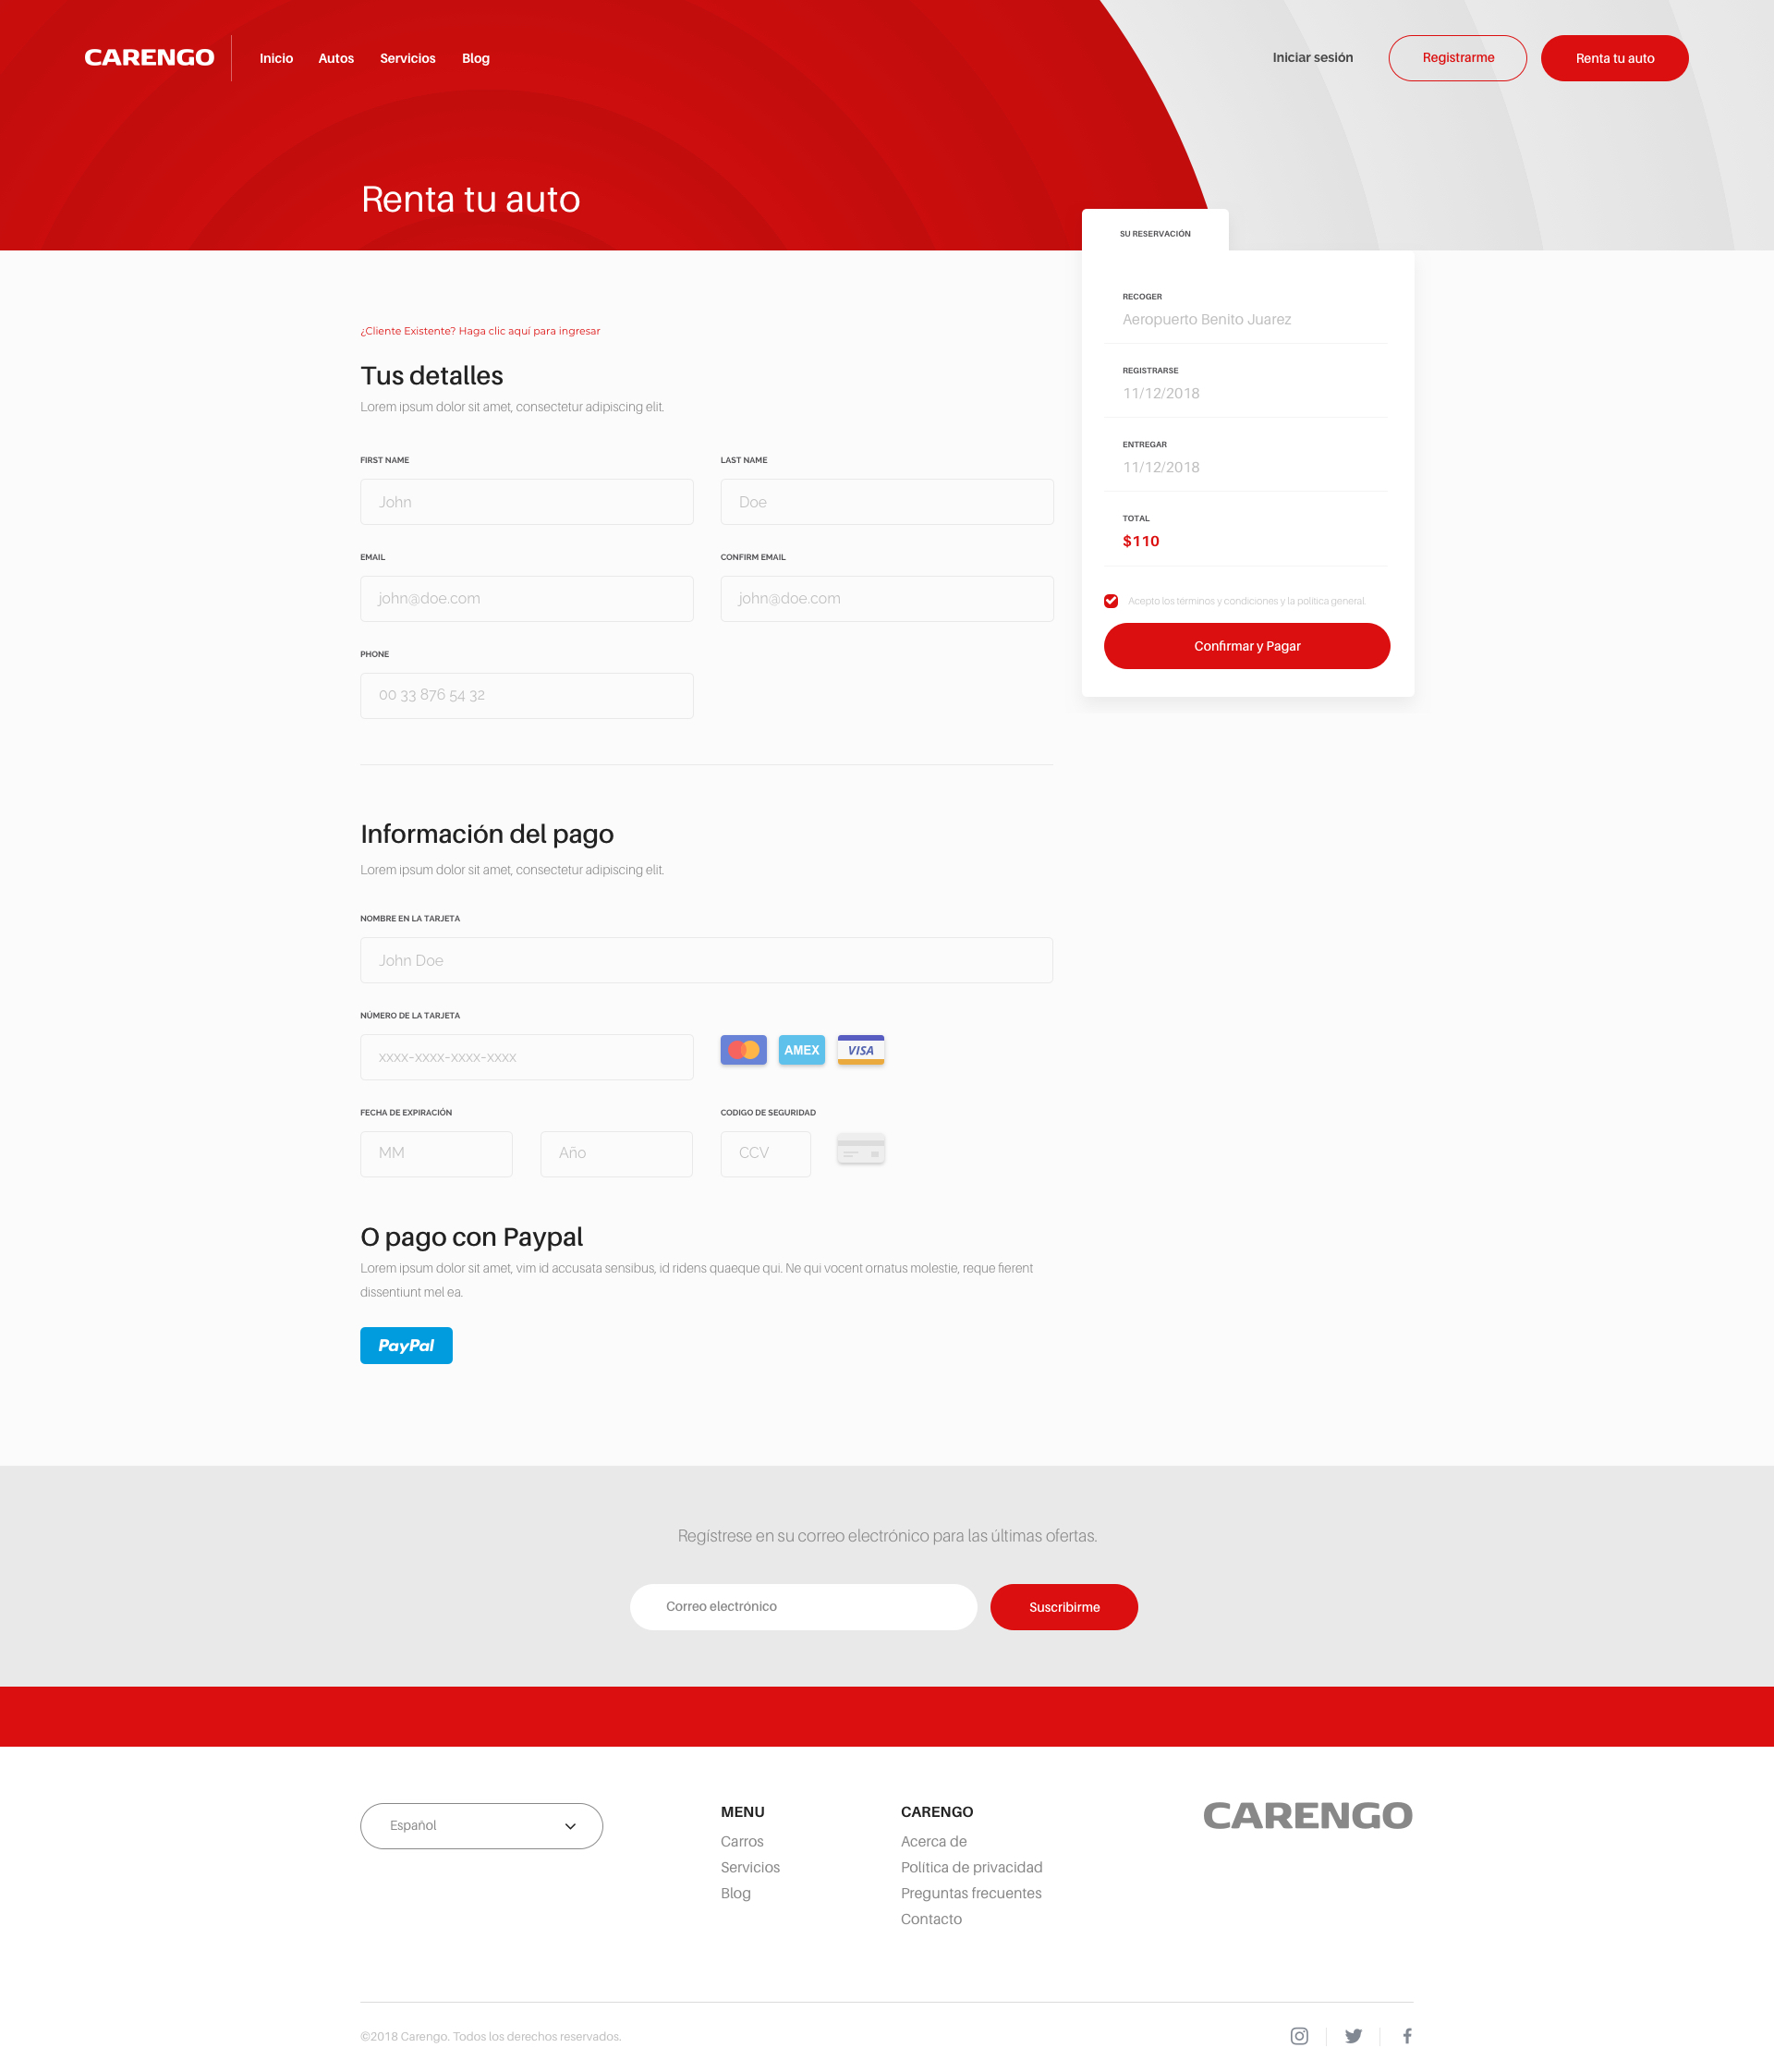 CARENGO
Inicio
Autos
Servicios
Blog
Iniciar sesión
Registrarme
Renta tu auto
Renta tu auto
¿Cliente Existente? Haga clic aquí para ingresar
Tus detalles
Lorem ipsum dolor sit amet, consectetur adipiscing elit.
FIRST NAME
LAST NAME
John
Doe
EMAIL
CONFIRM EMAIL
john@doe.com
john@doe.com
PHONE
00 33 876 54 32
SU RESERVACIÓN
RECOGER
Aeropuerto Benito Juarez
REGISTRARSE
11/12/2018
ENTREGAR
11/12/2018
TOTAL
$110
Acepto los términos y condiciones y la política general.
Confirmar y Pagar
Información del pago
Lorem ipsum dolor sit amet, consectetur adipiscing elit.
NOMBRE EN LA TARJETA
John Doe
NÚMERO DE LA TARJETA
xxxx-xxxx-xxxx-xxxx
AMEX
VISA
FECHA DE EXPIRACIÓN
CODIGO DE SEGURIDAD
MM
Año
CCV
O pago con Paypal
Lorem ipsum dolor sit amet, vim id accusata sensibus, id ridens quaeque qui. Ne qui vocent ornatus molestie, reque fierent
dissentiunt mel ea.
PayPal
Regístrese en su correo electrónico para las últimas ofertas.
Correo electrónico
Suscribirme
Español
MENU
Carros
Servicios
Blog
CARENGO
Acerca de
Política de privacidad
Preguntas frecuentes
Contacto
CARENGO
©2018 Carengo. Todos los derechos reservados.